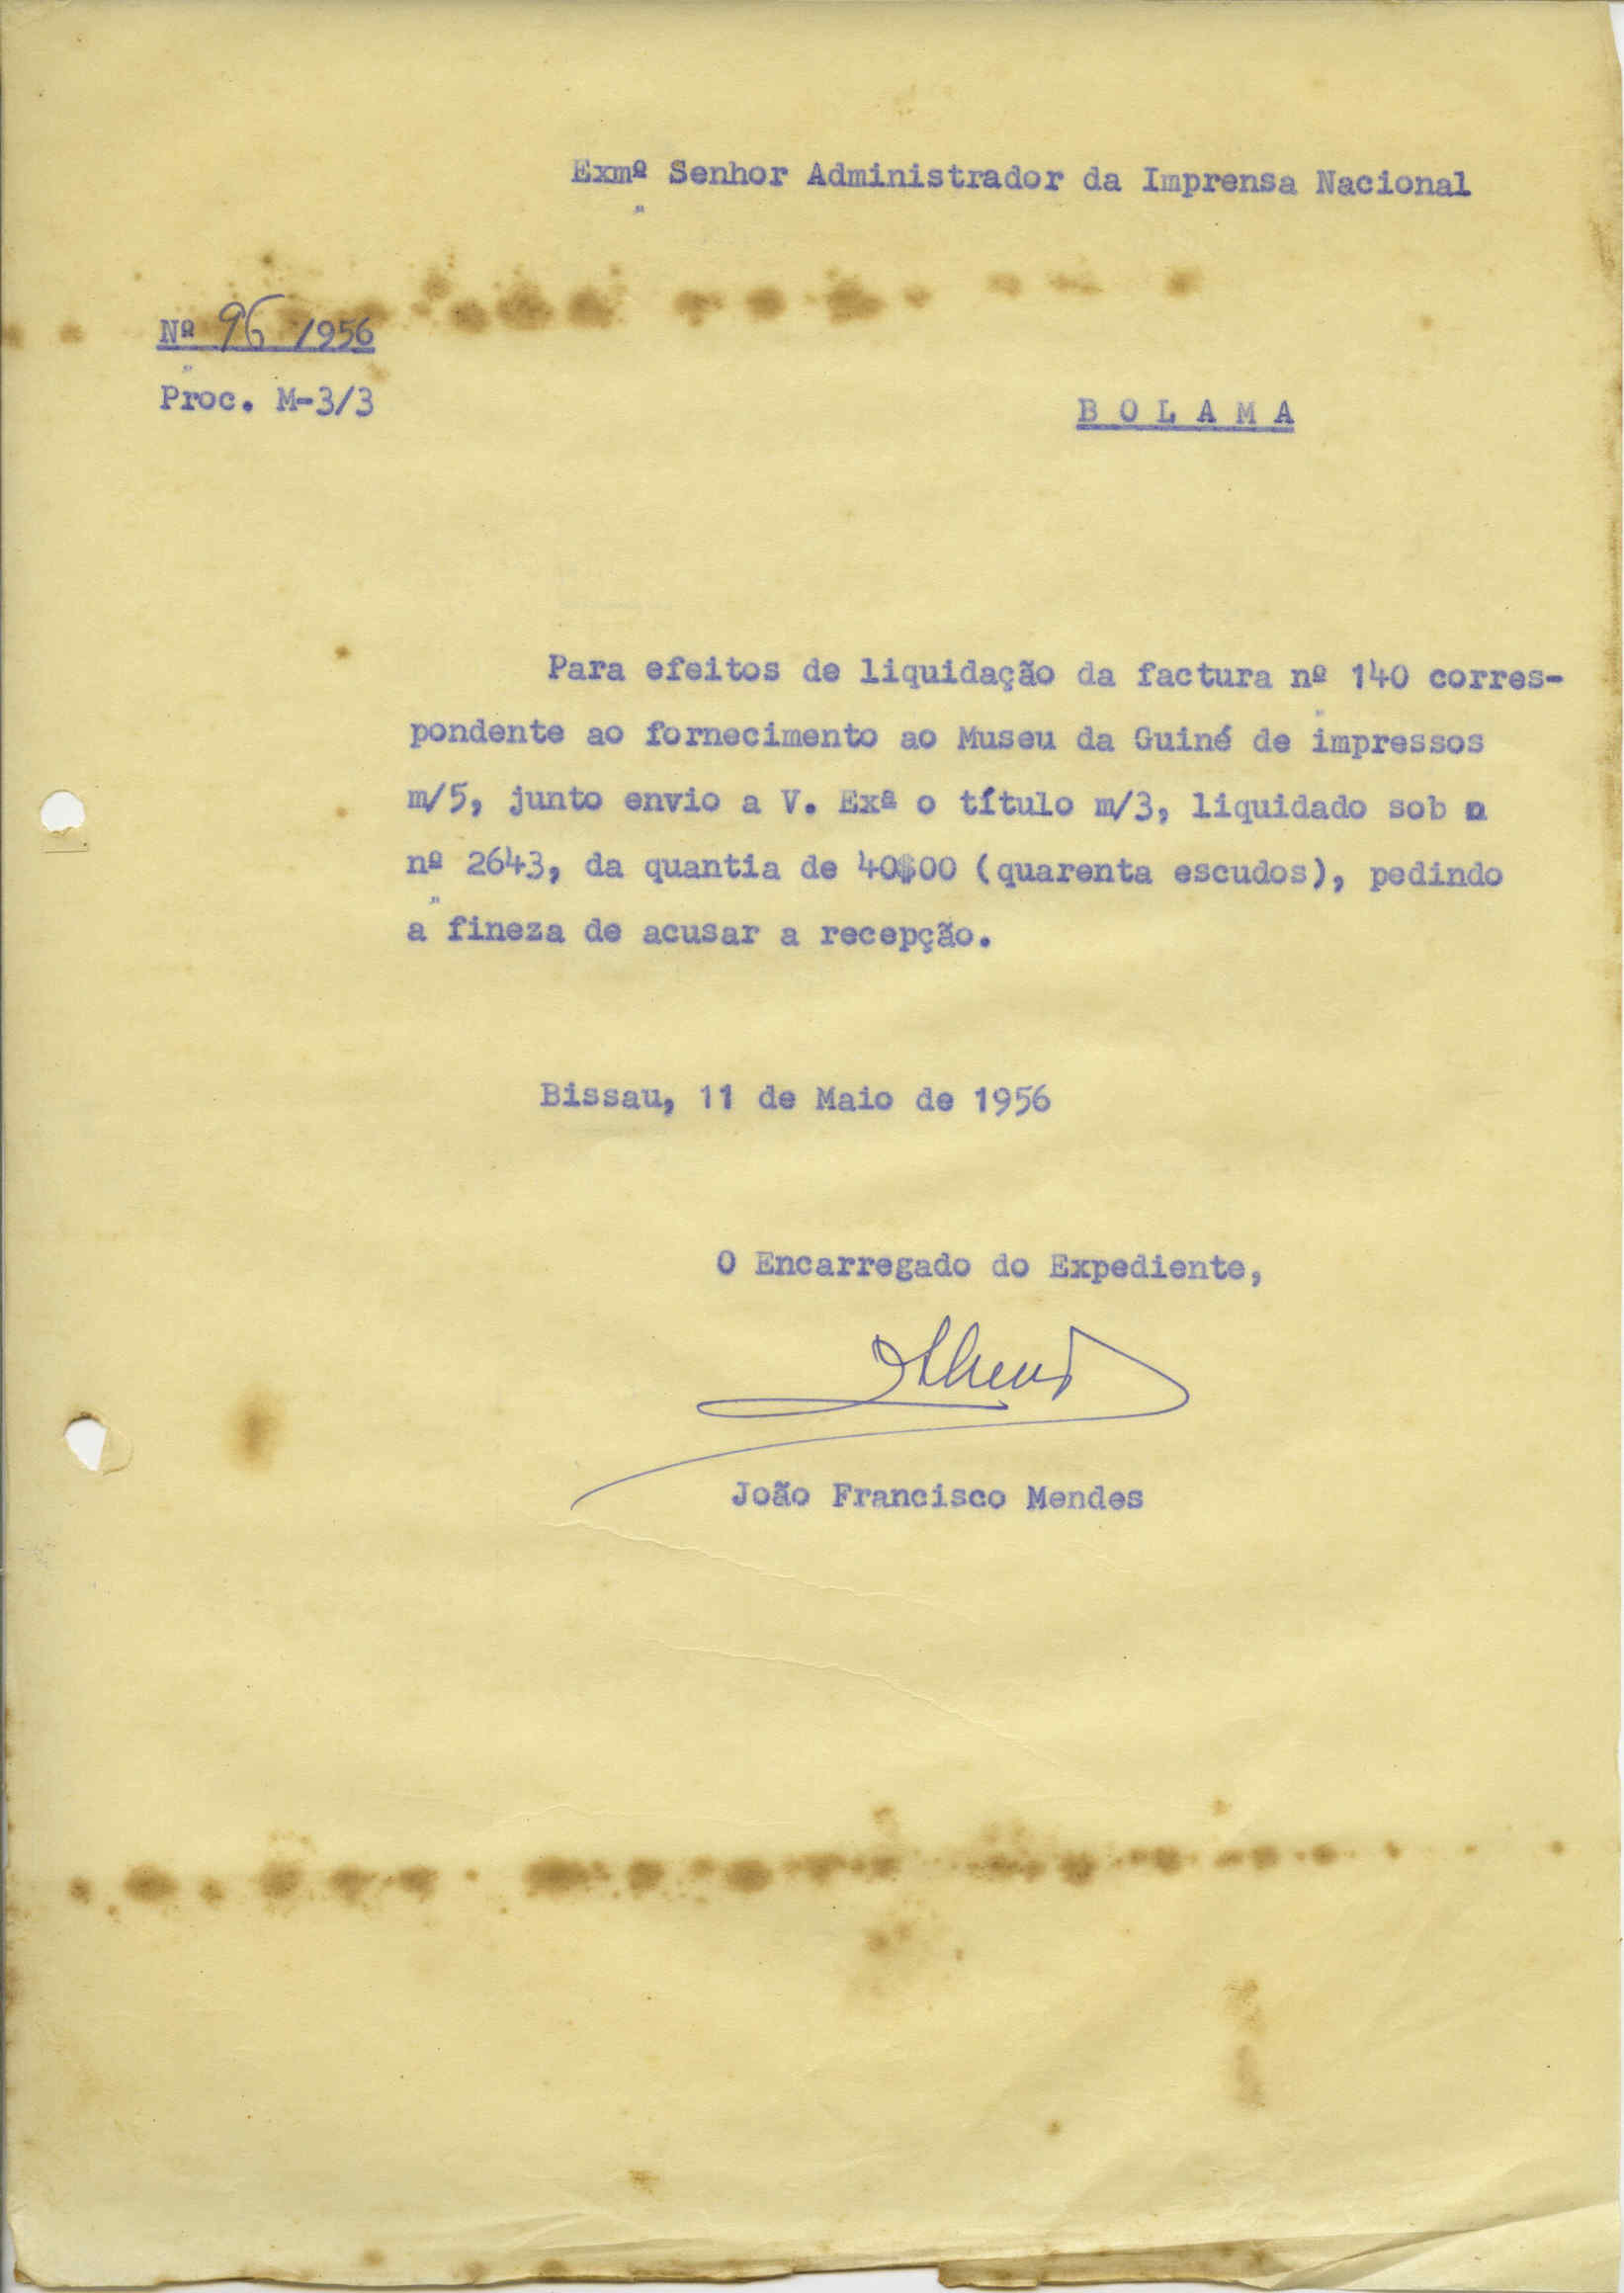 Exmº Senhor Administrador da Imprensa Nacional
Nº 96 /1956
Proc. M-3/3
B O L A M A
Para efeitos de liquidação da factura nº 140 corres-
pondente ao fornecimento ao Museu da Guiné de impressos
m/5, junto envio a V. Exª o título m/3, liquidado sob o
nº 2643, da quantia de 40$00 (quarenta escudos), pedindo
a fineza de acusar a recepção.
Bissau, 11 de Maio de 1956
O Encarregado do Expediente,
João Francisco Mendes